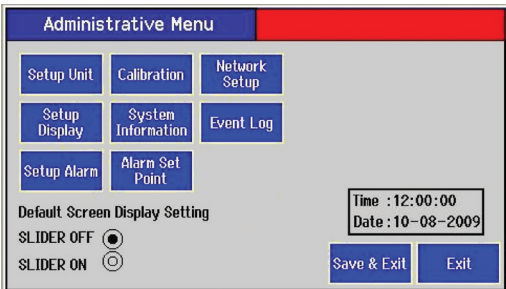 Administrative Menu
Setup Unit
Calibration
Network
Setup
Setup
Display
System
Information
Event Log
Setup Alarm
Alarm Set
Point
Default Screen Display Setting
SLIDER OFF
SLIDER ON
Time :12:00:00
Date :10-08-2009
Save & Exit
Exit